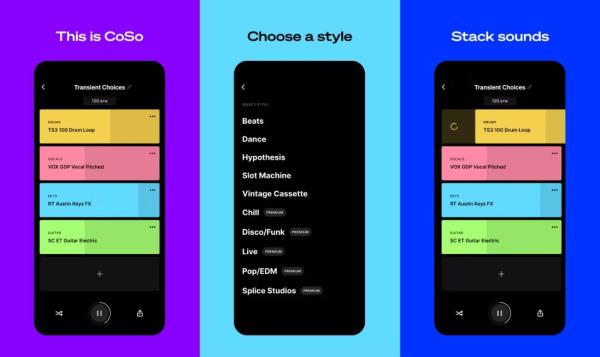 This is CoSo
Transient Choices
120 BPM
DRUMS
TS3 100 Drum Loop
VOCALS
VOX GDP Vocal Pitched
KEYS
RT Austin Keys FX
GUITAR
SC ET Guitar Electric
Choose a style
SELECT STYLE
Beats
Dance
Hypothesis
Slot Machine
Vintage Cassette
Chill PREMIUM
Disco/Funk PREMIUM
Live PREMIUM
Pop/EDM PREMIUM
Splice Studios PREMIUM
Stack sounds
Transient Choices
120 BPM
DRUMS
TS3 100 Drum Loop
VOCALS
VOX GDP Vocal Pitched
KEYS
RT Austin Keys FX
GUITAR
SC ET Guitar Electric